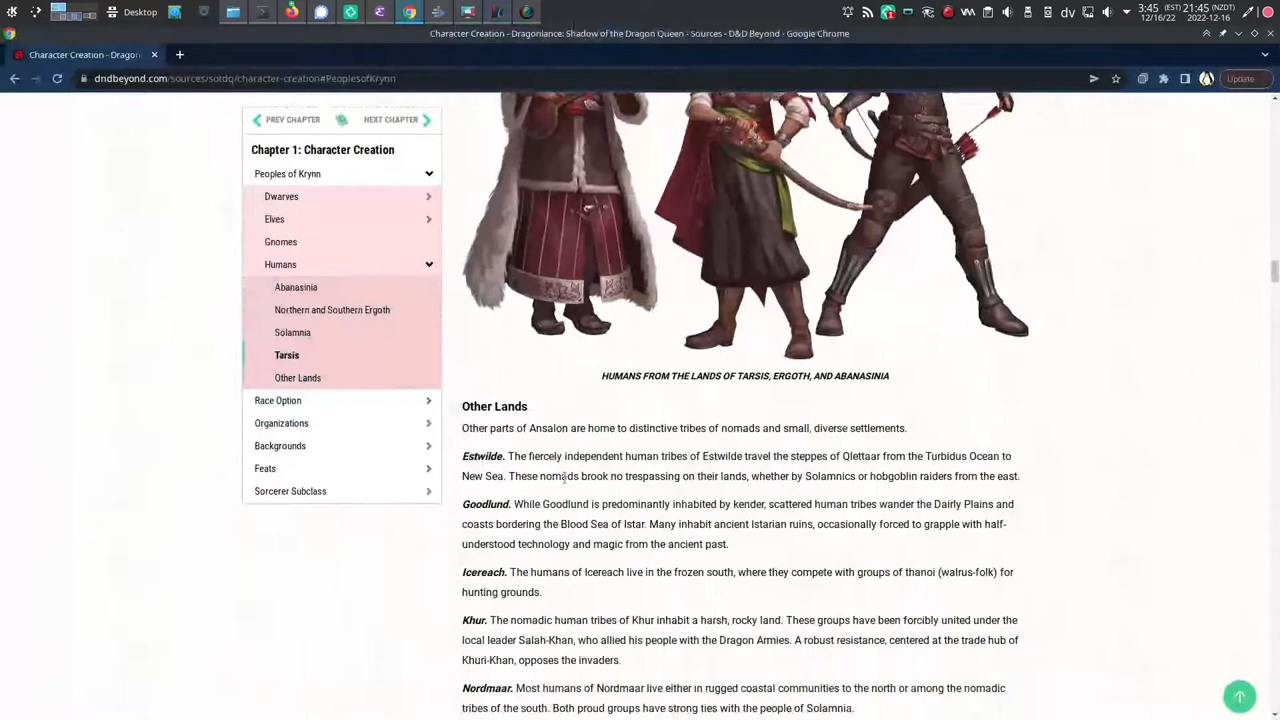 Desktop
3:45 (EST)
12/16/22
21:45 (NZDT)
2022-12-16
dv
Character Creation - Dragonlance: Shadow of the Dragon Queen - Sources - D&D Beyond - Google Chrome
Character Creation - Drago
dndbeyond.com/sources/sotdq/character-creation#PeoplesofKrynn
Update
PREV CHAPTER
NEXT CHAPTER
Chapter 1: Character Creation
Peoples of Krynn
Dwarves
Elves
Gnomes
Humans
Abanasinia
Northern and Southern Ergoth
Solamnia
Tarsis
Other Lands
Race Option
Organizations
Backgrounds
Feats
Sorcerer Subclass
HUMANS FROM THE LANDS OF TARSIS, ERGOTH, AND ABANASINIA
Other Lands
Other parts of Ansalon are home to distinctive tribes of nomads and small, diverse settlements.
Estwilde. The fiercely independent human tribes of Estwilde travel the steppes of Qlettaar from the Turbidus Ocean to
New Sea. These nomads brook no trespassing on their lands, whether by Solamnics or hobgoblin raiders from the east.
Goodlund. While Goodlund is predominantly inhabited by kender, scattered human tribes wander the Dairly Plains and
coasts bordering the Blood Sea of Istar. Many inhabit ancient Istarian ruins, occasionally forced to grapple with half-
understood technology and magic from the ancient past.
Icereach. The humans of Icereach live in the frozen south, where they compete with groups of thanoi (walrus-folk) for
hunting grounds.
Khur. The nomadic human tribes of Khur inhabit a harsh, rocky land. These groups have been forcibly united under the
local leader Salah-Khan, who allied his people with the Dragon Armies. A robust resistance, centered at the trade hub of
Khuri-Khan, opposes the invaders.
Nordmaar. Most humans of Nordmaar live either in rugged coastal communities to the north or among the nomadic
tribes of the south. Both proud groups have strong ties with the people of Solamnia.